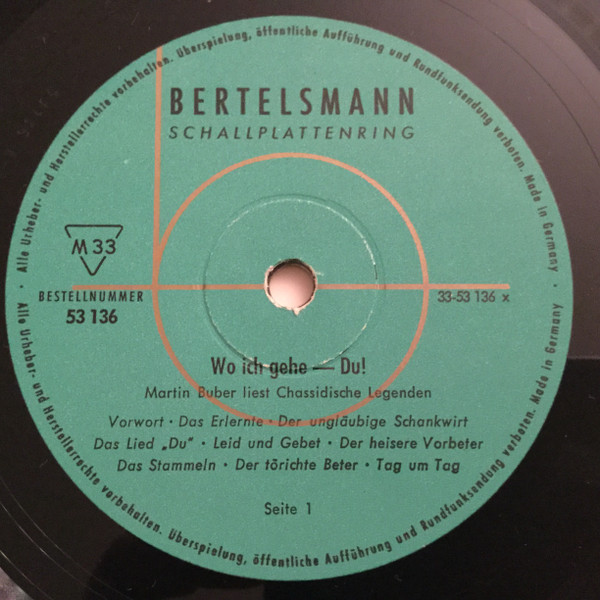 Alle Urheber- und Herstellerrechte vorbehalten. Überspielung, öffentliche Aufführung und Rundfunksendung verboten. Made in Germany
BERTELSMANN
SCHALLPLATTENRING
M 33
BESTELLNUMMER
53 136
33-53 136 x
Wo ich gehe — Du!
Martin Buber liest Chassidische Legenden
Vorwort · Das Erlernte · Der ungläubige Schankwirt
Das Lied „Du“ · Leid und Gebet · Der heisere Vorbeter
Das Stammeln · Der törichte Beter · Tag um Tag
Seite 1
Alle Urheber- und Herstellerrechte vorbehalten. Überspielung, öffentliche Aufführung und Rundfunksendung verboten. Made in Germany